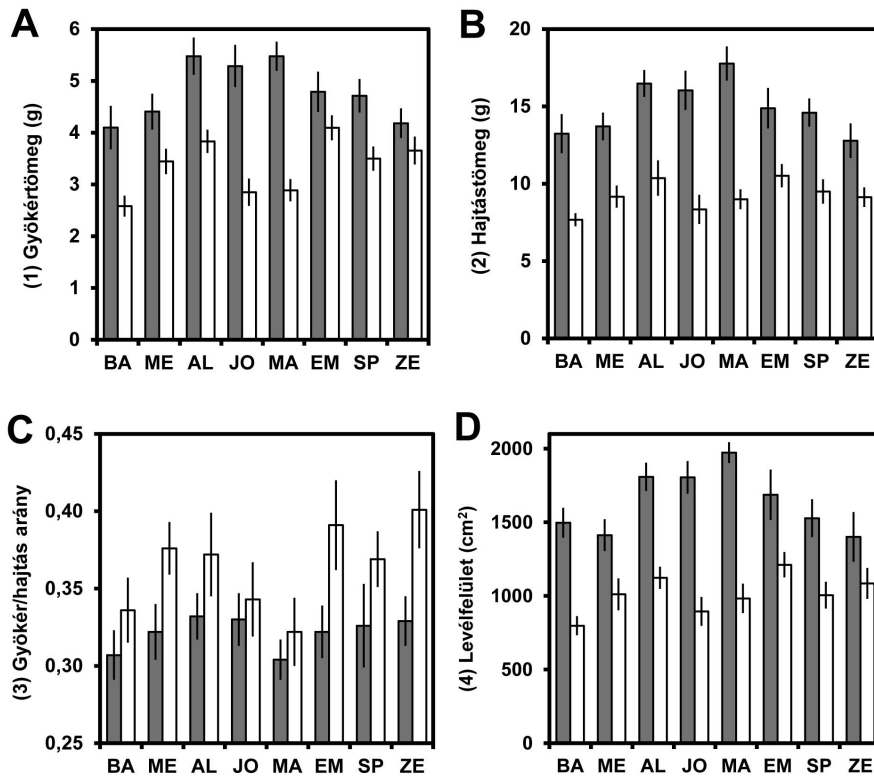 A
(1) Gyökértömeg (g)
6
5
4
3
2
1
0
BA ME AL JO MA EM SP ZE
B
(2) Hajtástömeg (g)
20
15
10
5
0
BA ME AL JO MA EM SP ZE
C
(3) Gyökér/hajtás arány
0,45
0,40
0,35
0,30
0,25
BA ME AL JO MA EM SP ZE
D
(4) Levélfelület (cm²)
2000
1500
1000
500
0
BA ME AL JO MA EM SP ZE